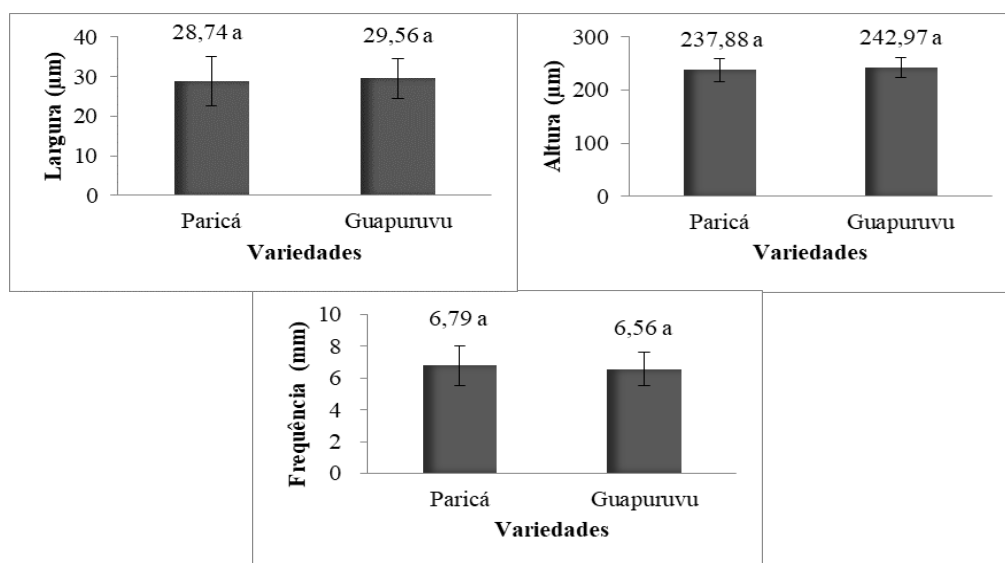 28,74 a
29,56 a
40
30
20
10
0
Largura (µm)
Paricá
Guapuruvu
Variedades
237,88 a
242,97 a
300
200
100
0
Altura (µm)
Paricá
Guapuruvu
Variedades
6,79 a
6,56 a
10
8
6
4
2
0
Frequência (mm)
Paricá
Guapuruvu
Variedades